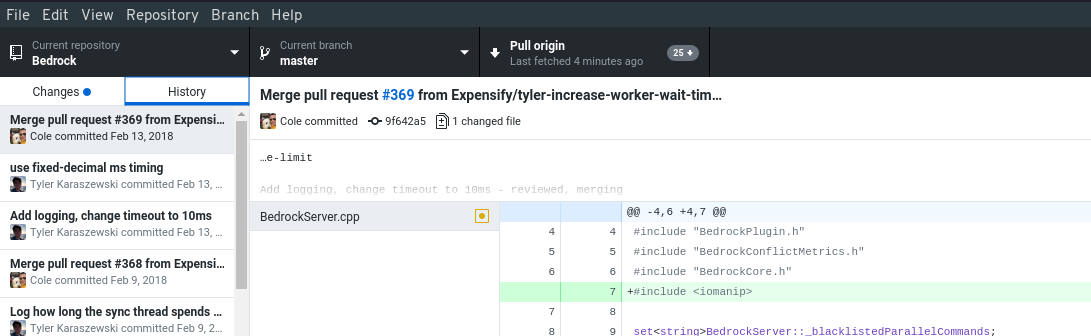 File Edit View Repository Branch Help
Current repository
Bedrock
Current branch
master
Pull origin
Last fetched 4 minutes ago
25
Changes
History
Merge pull request #369 from Expensi…
Cole committed Feb 13, 2018
use fixed-decimal ms timing
Tyler Karaszewski committed Feb 13, …
Add logging, change timeout to 10ms
Tyler Karaszewski committed Feb 13, …
Merge pull request #368 from Expensi…
Cole committed Feb 9, 2018
Log how long the sync thread spends …
Tyler Karaszewski committed Feb 9, 2…
Merge pull request #369 from Expensify/tyler-increase-worker-wait-tim…
Cole committed 9f642a5 1 changed file
…e-limit
Add logging, change timeout to 10ms - reviewed, merging
BedrockServer.cpp
@@ -4,6 +4,7 @@
4 4 #include "BedrockPlugin.h"
5 5 #include "BedrockConflictMetrics.h"
6 6 #include "BedrockCore.h"
7 +#include <iomanip>
7 8
8 9 set<string>BedrockServer::_blacklistedParallelCommands;